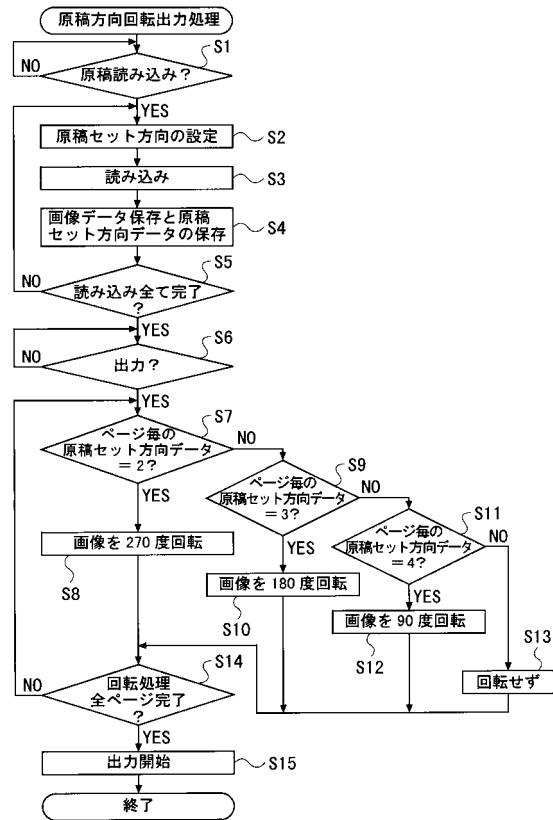 原稿方向回転出力処理
S1
NO
原稿読み込み?
YES
原稿セット方向の設定
S2
読み込み
S3
画像データ保存と原稿
セット方向データの保存
S4
S5
NO
読み込み全て完了
?
YES
S6
NO
出力?
YES
S7
ページ毎の
原稿セット方向データ
=2?
NO
YES
S9
ページ毎の
原稿セット方向データ
=3?
NO
YES
S11
ページ毎の
原稿セット方向データ
=4?
NO
YES
画像を270度回転
S8
画像を180度回転
S10
画像を90度回転
S12
S13
回転せず
S14
NO
回転処理
全ページ完了
?
YES
出力開始
S15
終了